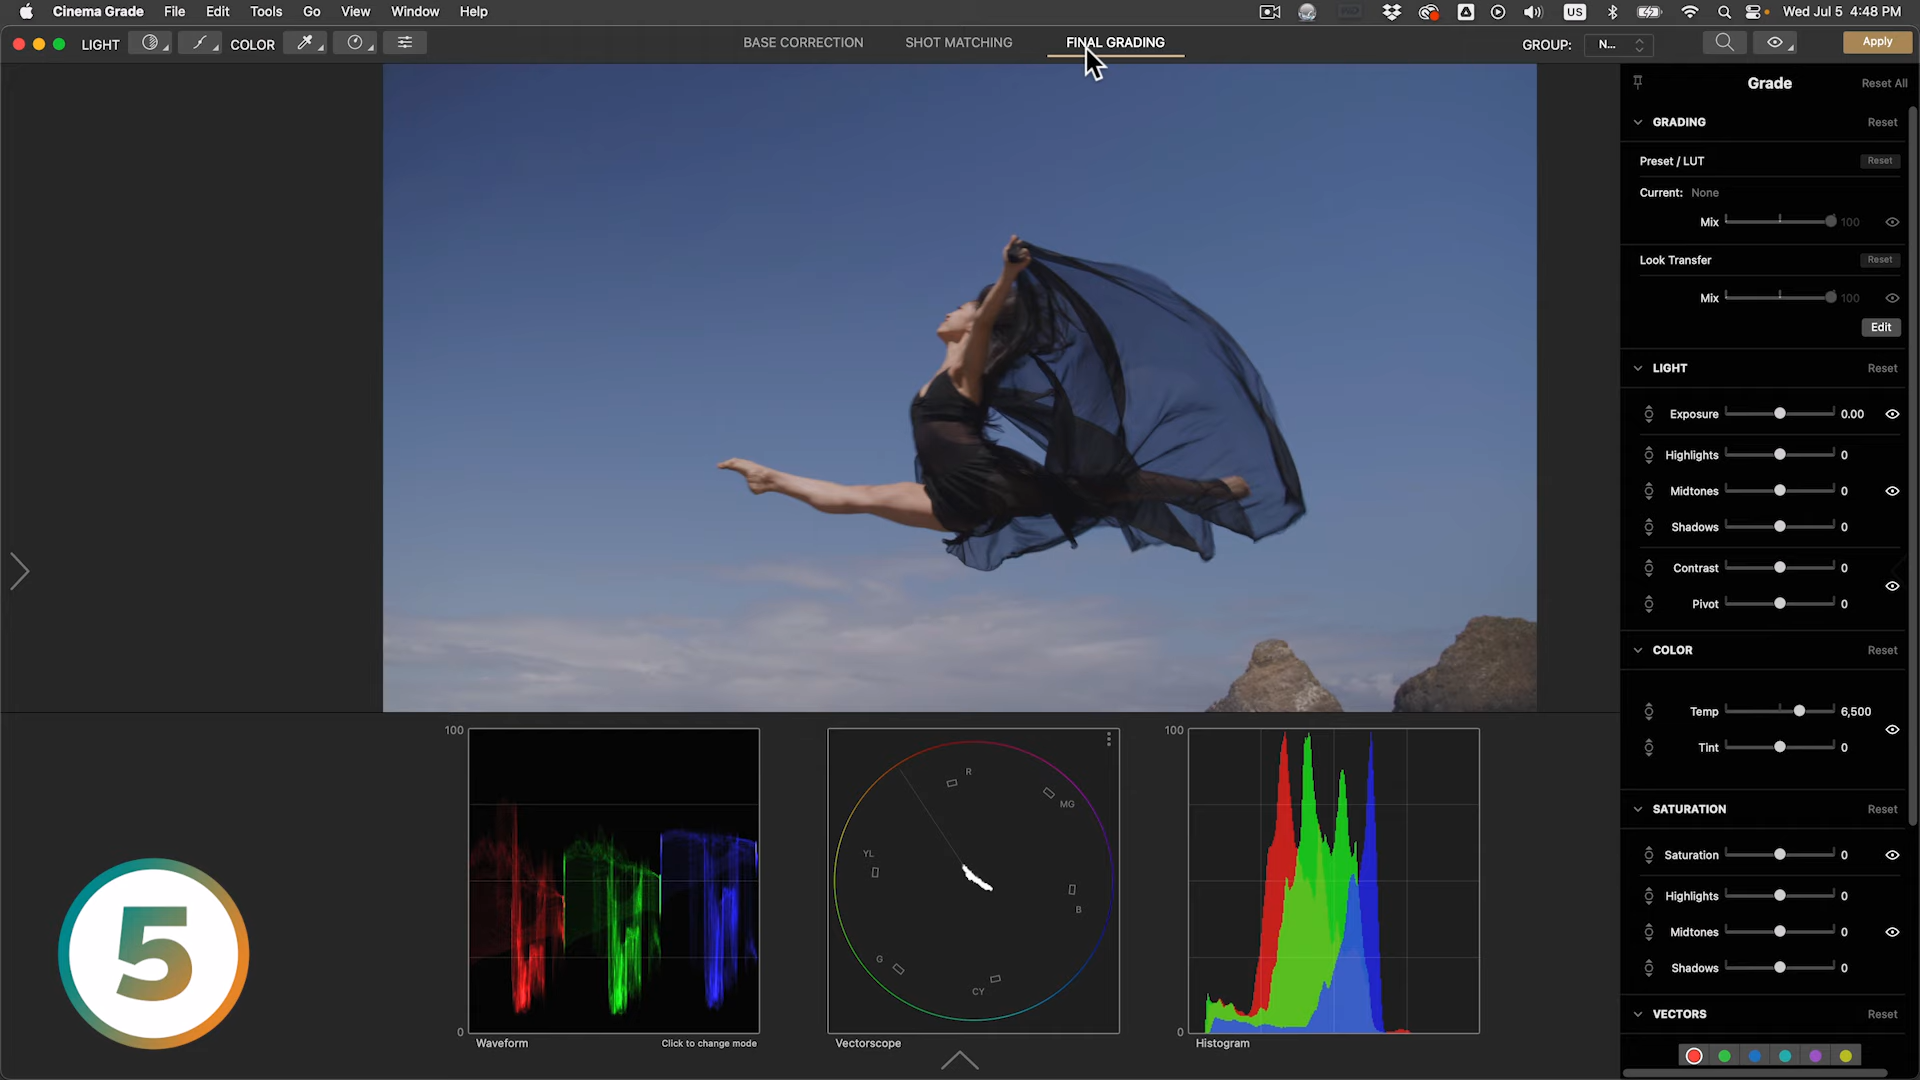 Cinema Grade File Edit Tools Go View Window Help US Wed Jul 5 4:48 PM
LIGHT COLOR BASE CORRECTION SHOT MATCHING FINAL GRADING GROUP: N... Apply
Grade Reset All
GRADING Reset
Preset / LUT Reset
Current: None
Mix 100
Look Transfer Reset
Mix 100
Edit
LIGHT Reset
Exposure 0.00
Highlights 0
Midtones 0
Shadows 0
Contrast 0
Pivot 0
COLOR Reset
Temp 6,500
Tint 0
SATURATION Reset
Saturation 0
Highlights 0
Midtones 0
Shadows 0
VECTORS Reset
100
0
Waveform Click to change mode
R
MG
YL
B
G
CY
Vectorscope
100
0
Histogram
5